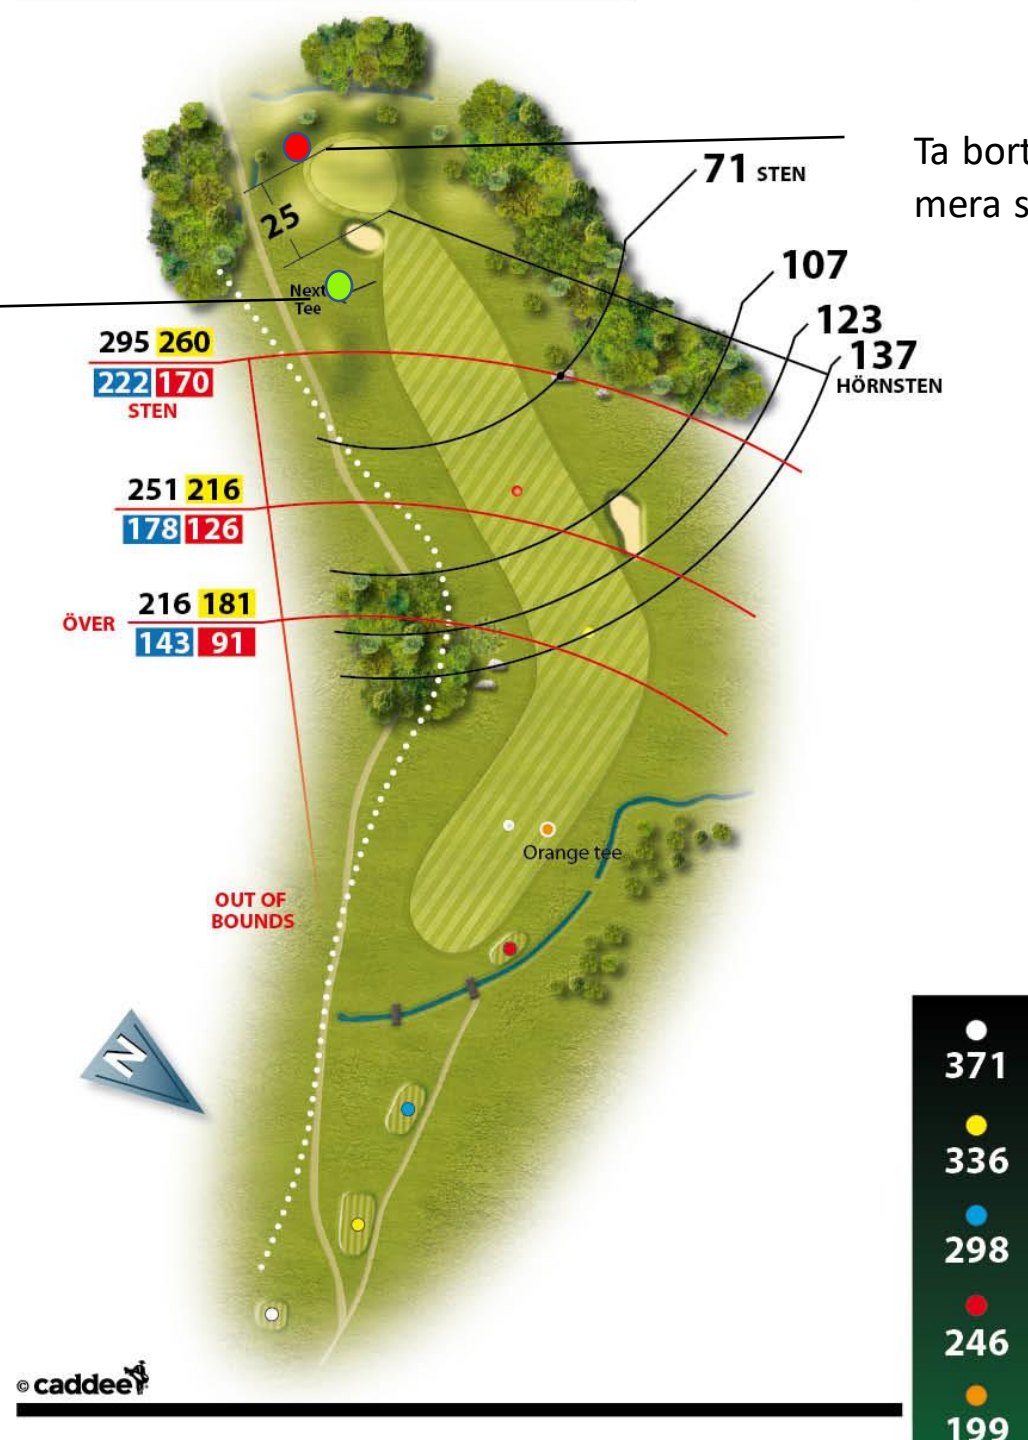 Ta bort
mera s
71 STEN
107
123
137
HÖRNSTEN
25
Next
Tee
295 260
222 170
STEN
251 216
178 126
216 181
ÖVER
143 91
Orange tee
OUT OF
BOUNDS
N
371
336
298
246
199
© caddee